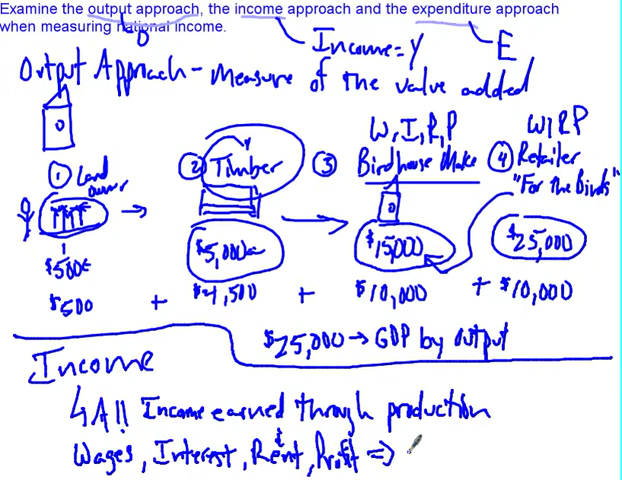 Examine the output approach, the income approach and the expenditure approach
when measuring national income.
O
Income=Y
E
Output Approach - Measure of the value added
W, I, R, P
W I R P
① Land owner
② Timber
③ Birdhouse Make
④ Retailer
"For the Birds"
$500
$5,000
$15,000
$25,000
$500 + $4,500 + $10,000 + $10,000
$25,000 → GDP by output
Income
↳ All Income earned through production
Wages, Interest, Rent, & Profit ⇒